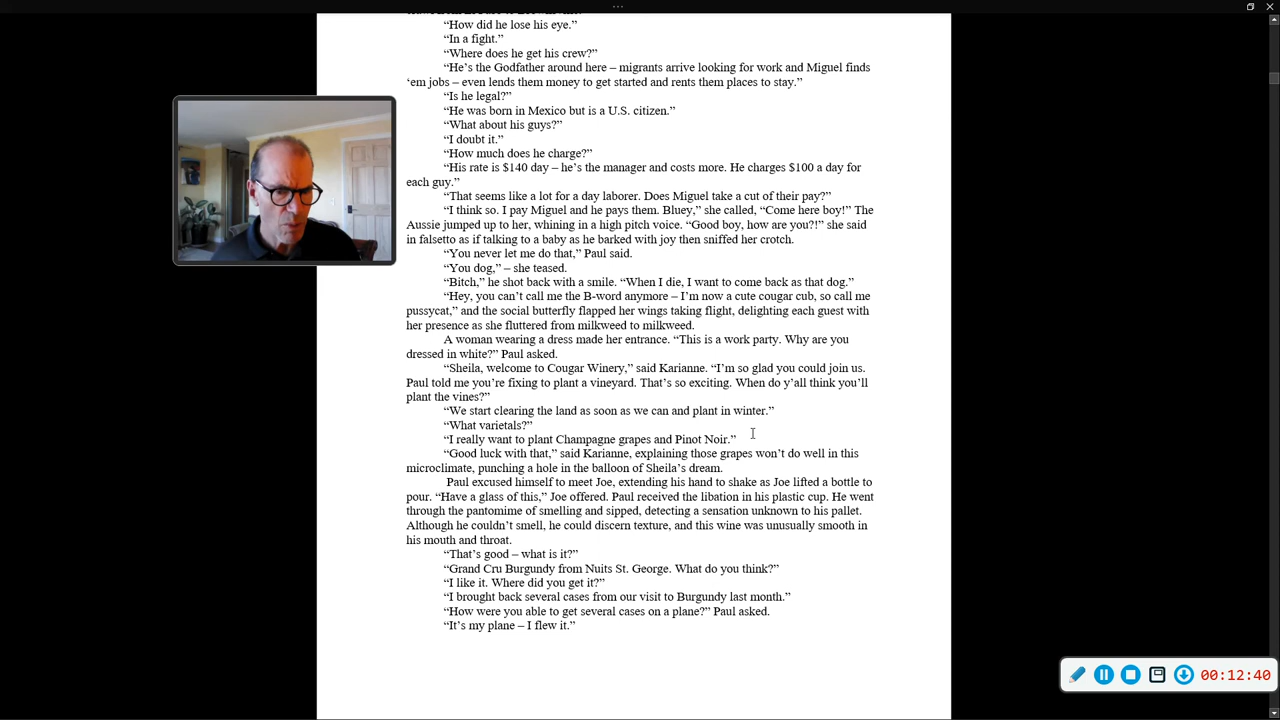 “How did he lose his eye.”
“In a fight.”
“Where does he get his crew?”
“He’s the Godfather around here – migrants arrive looking for work and Miguel finds
‘em jobs – even lends them money to get started and rents them places to stay.”
“Is he legal?”
“He was born in Mexico but is a U.S. citizen.”
“What about his guys?”
“I doubt it.”
“How much does he charge?”
“His rate is $140 day – he’s the manager and costs more. He charges $100 a day for
each guy.”
“That seems like a lot for a day laborer. Does Miguel take a cut of their pay?”
“I think so. I pay Miguel and he pays them. Bluey,” she called, “Come here boy!” The
Aussie jumped up to her, whining in a high pitch voice. “Good boy, how are you?!” she said
in falsetto as if talking to a baby as he barked with joy then sniffed her crotch.
“You never let me do that,” Paul said.
“You dog,” – she teased.
“Bitch,” he shot back with a smile. “When I die, I want to come back as that dog.”
“Hey, you can’t call me the B-word anymore – I’m now a cute cougar cub, so call me
pussycat,” and the social butterfly flapped her wings taking flight, delighting each guest with
her presence as she fluttered from milkweed to milkweed.
A woman wearing a dress made her entrance. “This is a work party. Why are you
dressed in white?” Paul asked.
“Sheila, welcome to Cougar Winery,” said Karianne. “I’m so glad you could join us.
Paul told me you’re fixing to plant a vineyard. That’s so exciting. When do y’all think you’ll
plant the vines?”
“We start clearing the land as soon as we can and plant in winter.”
“What varietals?”
“I really want to plant Champagne grapes and Pinot Noir.”
“Good luck with that,” said Karianne, explaining those grapes won’t do well in this
microclimate, punching a hole in the balloon of Sheila’s dream.
Paul excused himself to meet Joe, extending his hand to shake as Joe lifted a bottle to
pour. “Have a glass of this,” Joe offered. Paul received the libation in his plastic cup. He went
through the pantomime of smelling and sipped, detecting a sensation unknown to his pallet.
Although he couldn’t smell, he could discern texture, and this wine was unusually smooth in
his mouth and throat.
“That’s good – what is it?”
“Grand Cru Burgundy from Nuits St. George. What do you think?”
“I like it. Where did you get it?”
“I brought back several cases from our visit to Burgundy last month.”
“How were you able to get several cases on a plane?” Paul asked.
“It’s my plane – I flew it.”
00:12:40